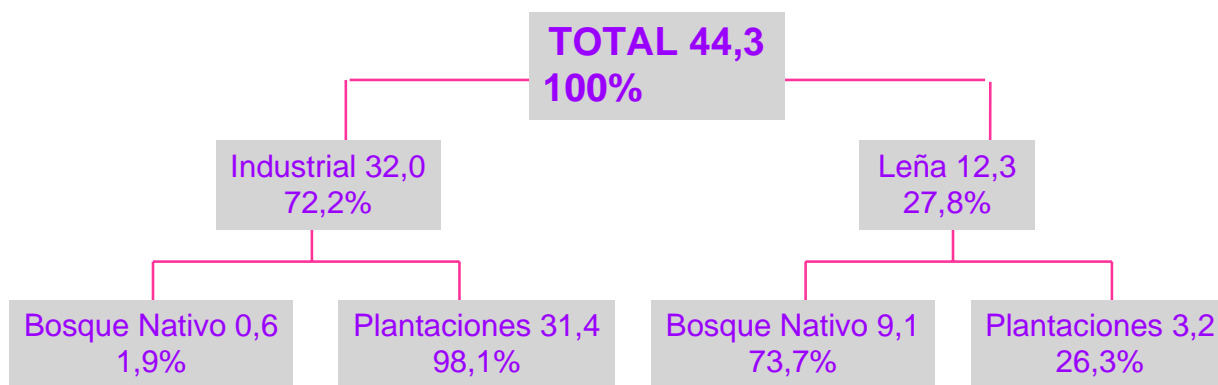 TOTAL 44,3
100%
Industrial 32,0
72,2%
Leña 12,3
27,8%
Bosque Nativo 0,6
1,9%
Plantaciones 31,4
98,1%
Bosque Nativo 9,1
73,7%
Plantaciones 3,2
26,3%